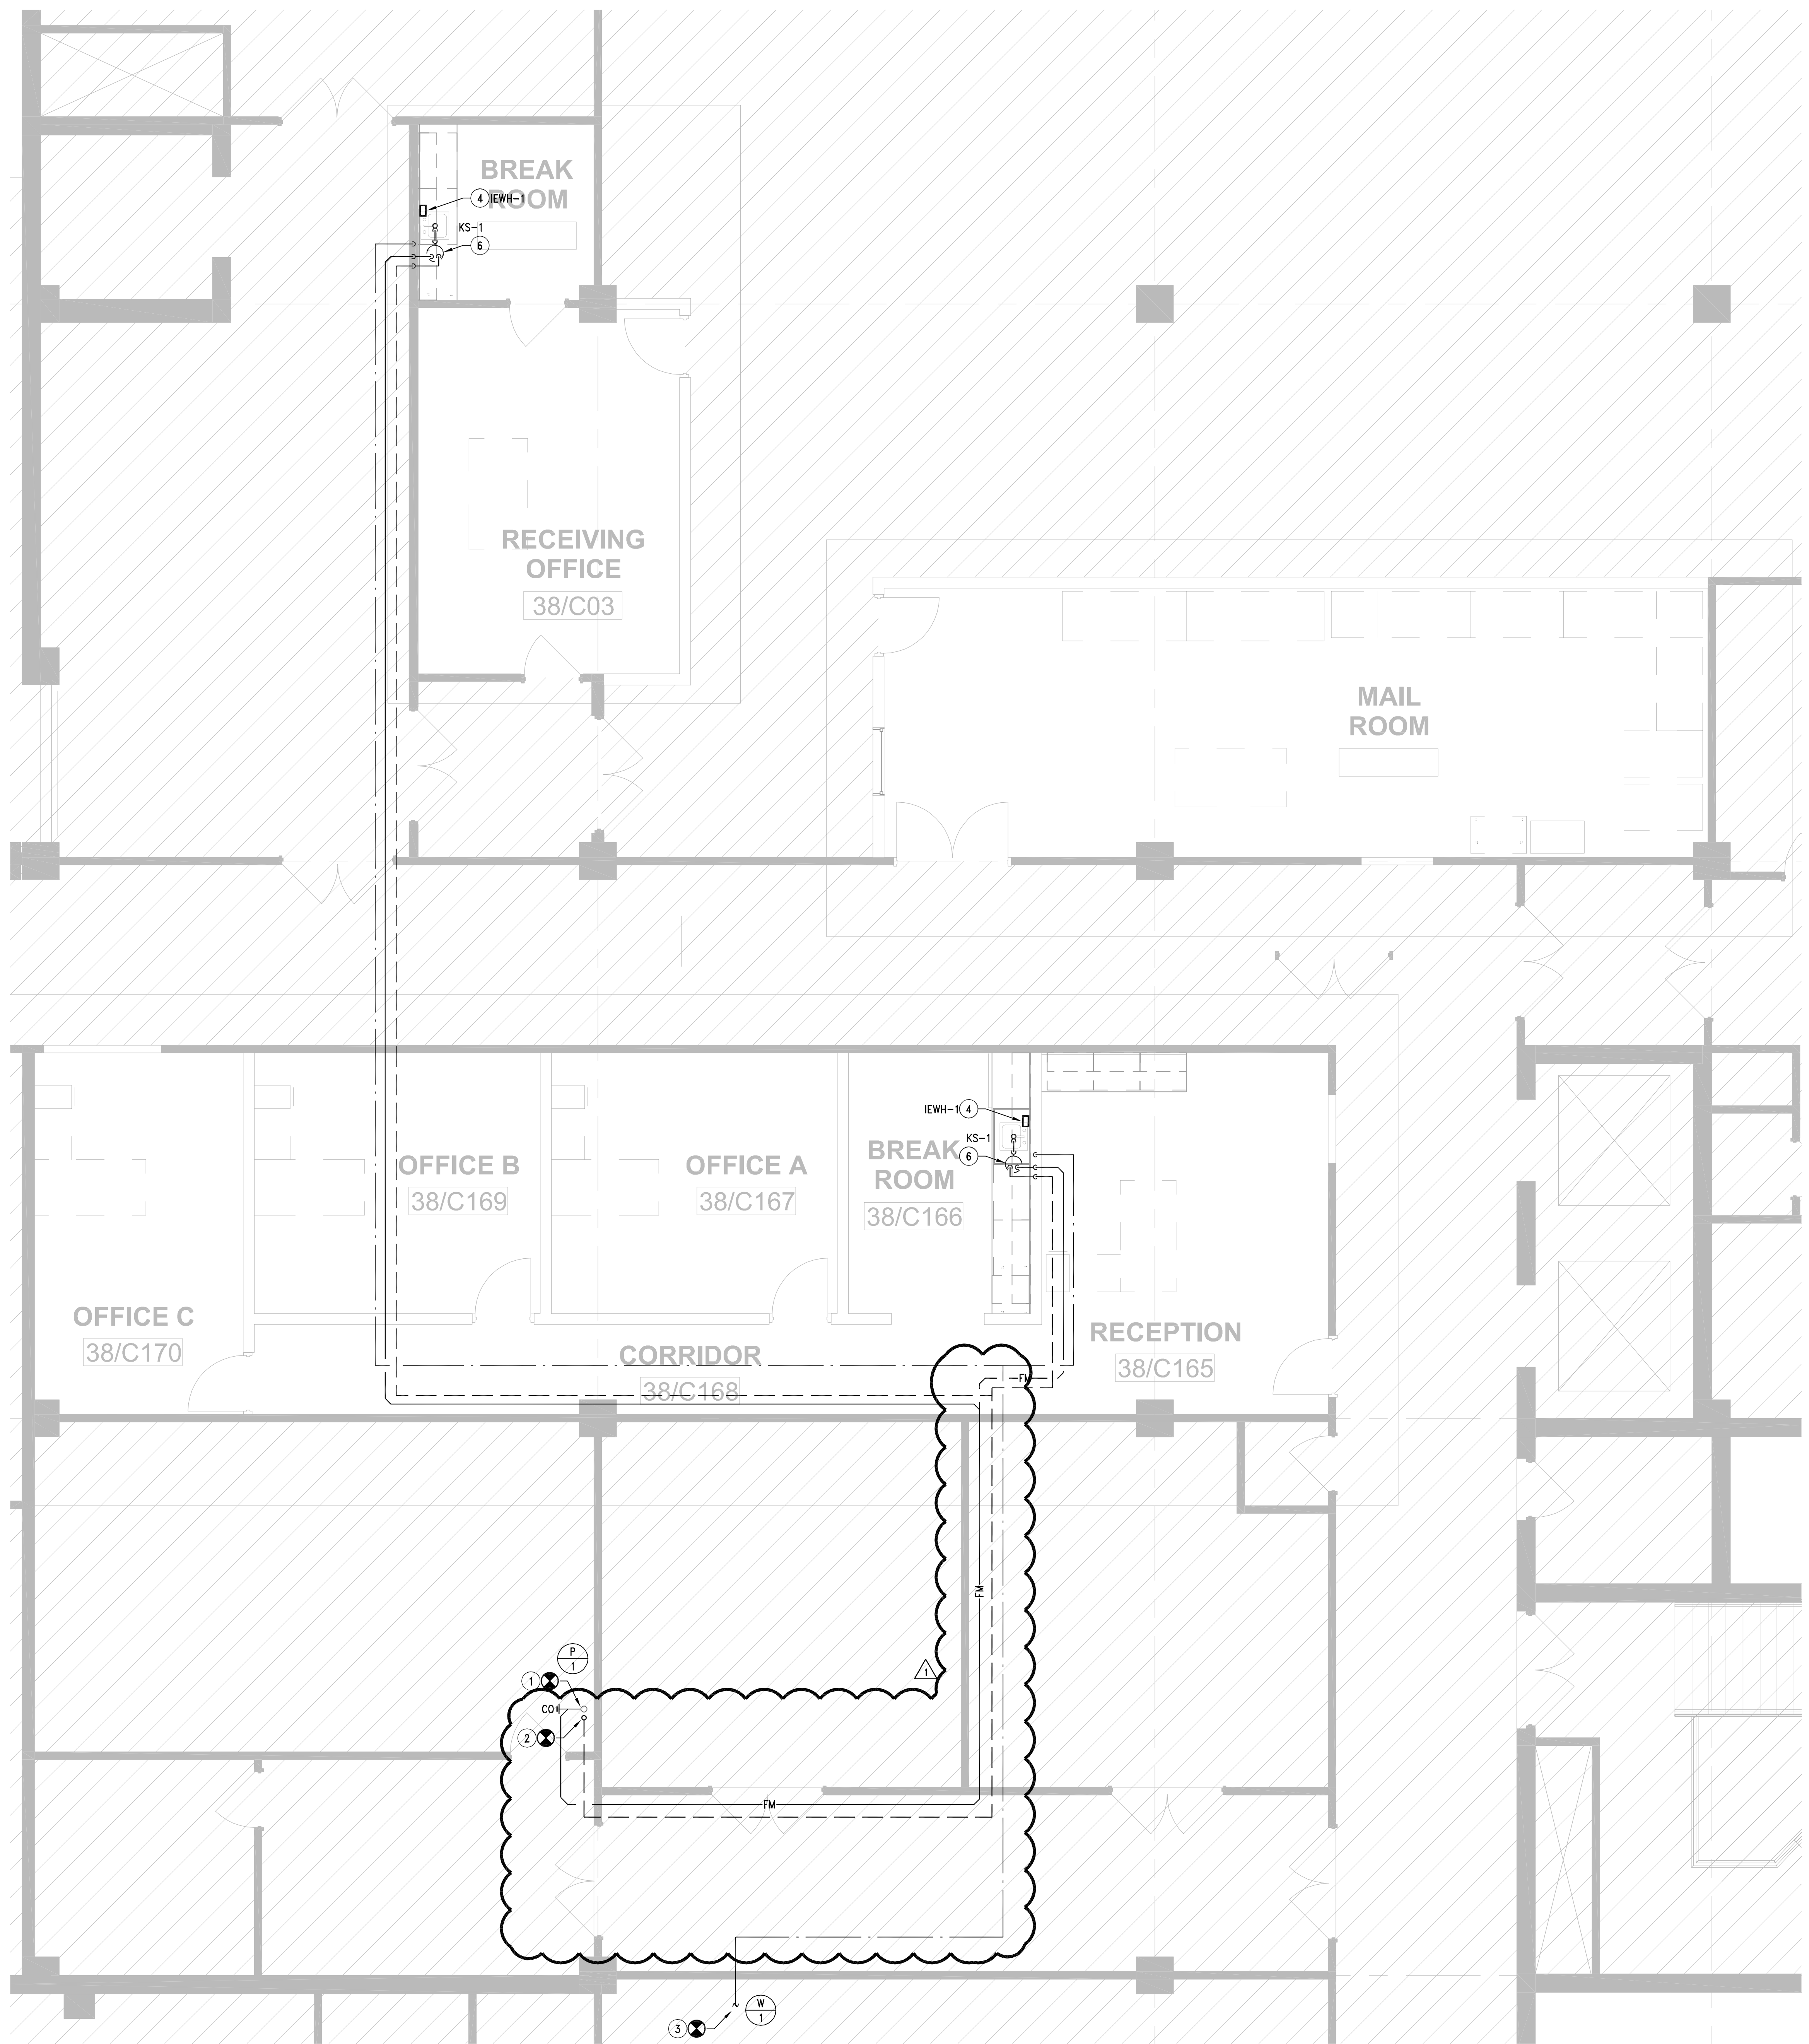 BREAK
ROOM
4
IEWH-1
KS-1
6
RECEIVING
OFFICE
38/C03
MAIL
ROOM
IEWH-1
4
KS-1
6
BREAK
ROOM
38/C166
OFFICE B
38/C169
OFFICE A
38/C167
OFFICE C
38/C170
CORRIDOR
38/C168
RECEPTION
38/C165
FM
FM
P
1
1
1
CO
2
FM
W
1
3